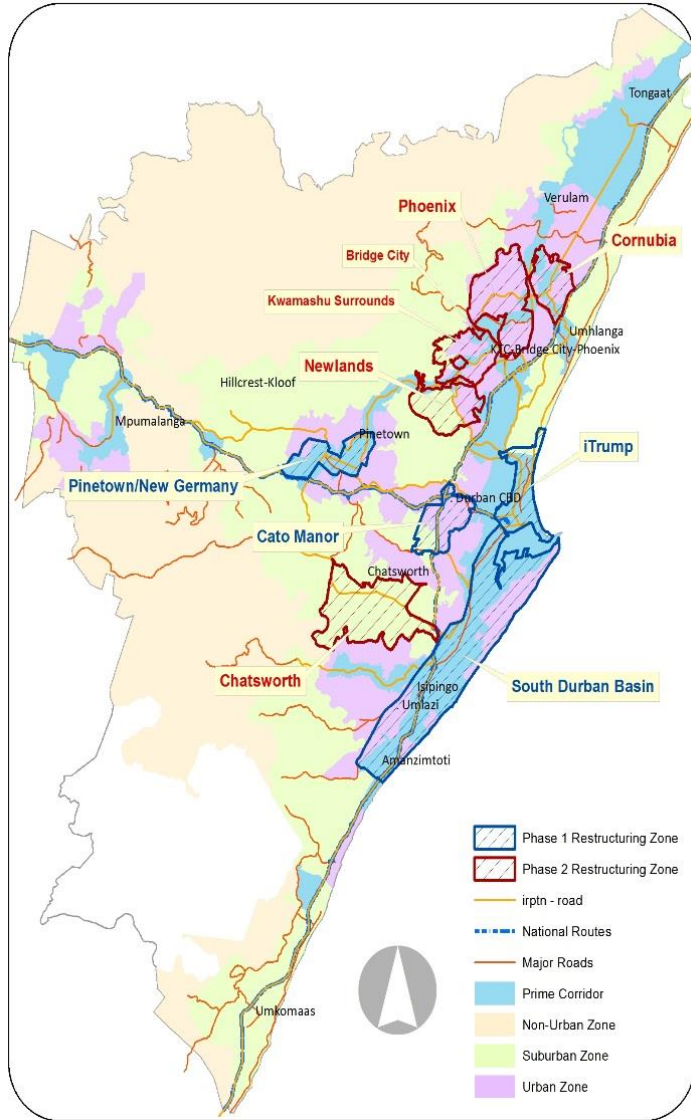 Tongaat
Verulam
Phoenix
Cornubia
Bridge City
Kwamashu Surrounds
Umhlanga
KTC-Bridge City-Phoenix
Newlands
Hillcrest-Kloof
Mpumalanga
Pinetown
iTrump
Pinetown/New Germany
Durban CBD
Cato Manor
Chatsworth
Chatsworth
South Durban Basin
Isipingo
Umlazi
Amanzimtoti
Umkomaas
Phase 1 Restructuring Zone
Phase 2 Restructuring Zone
irptn - road
National Routes
Major Roads
Prime Corridor
Non-Urban Zone
Suburban Zone
Urban Zone